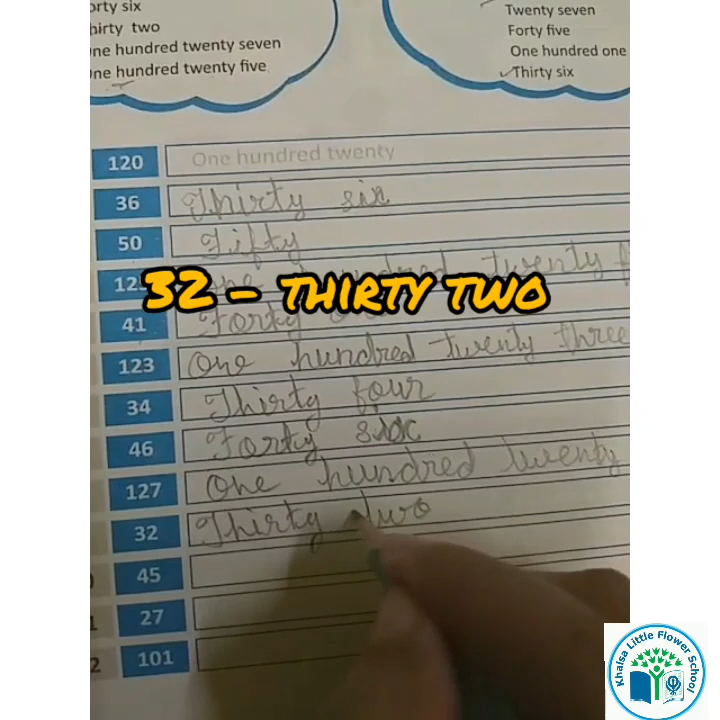 orty six
hirty two
ne hundred twenty seven
ne hundred twenty five
Twenty seven
Forty five
One hundred one
Thirty six
120 One hundred twenty
36 Thirty six
50 Fifty
12 hundred twenty f
32 - THIRTY TWO
41 Forty
123 One hundred twenty three
34 Thirty four
46 Forty six
127 One hundred twenty
32 Thirty two
45
27
101
Khalsa Little Flower School